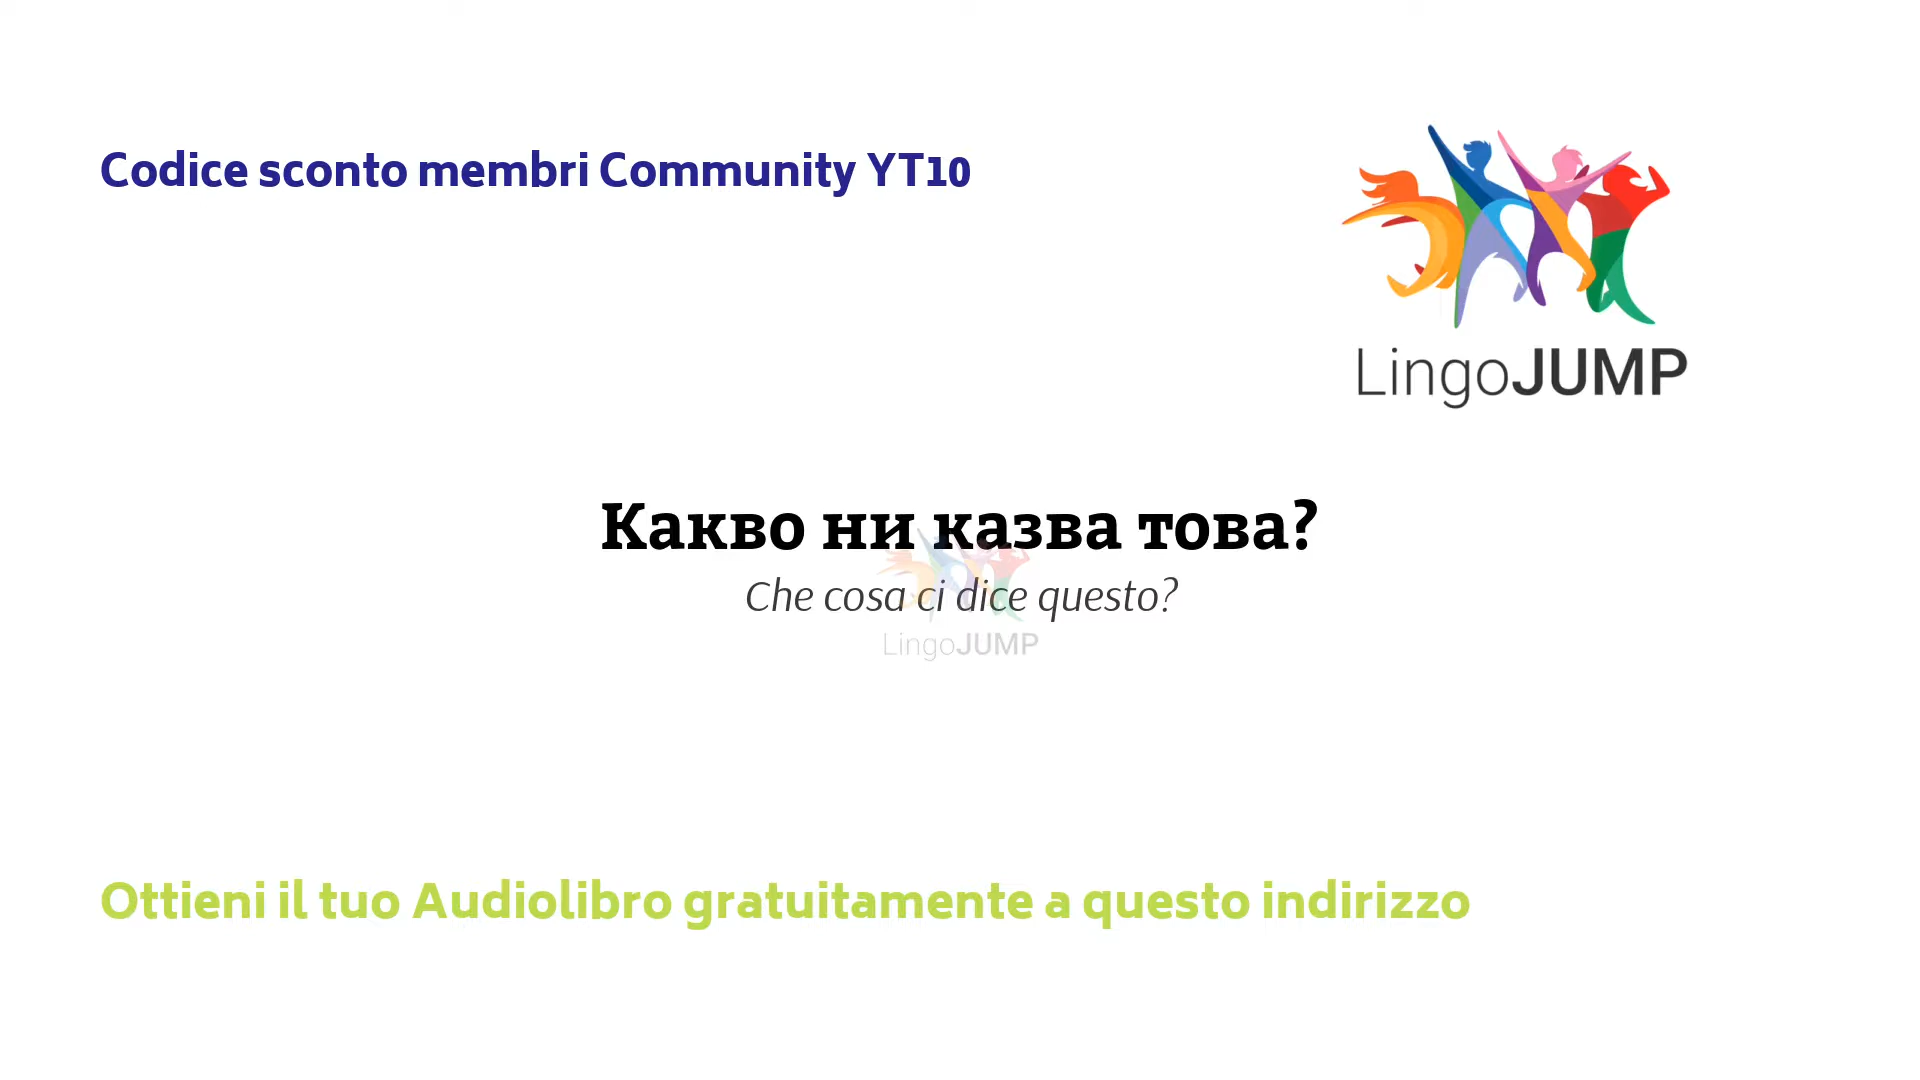 Codice sconto membri Community YT10
LingoJUMP
Какво ни казва това?
Che cosa ci dice questo?
LingoJUMP
Ottieni il tuo Audiolibro gratuitamente a questo indirizzo